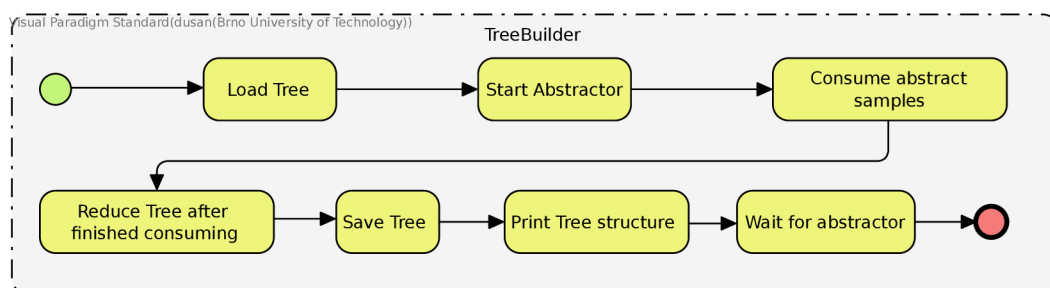 Visual Paradigm Standard(dusan(Brno University of Technology))
TreeBuilder
Load Tree
Start Abstractor
Consume abstract
samples
Reduce Tree after
finished consuming
Save Tree
Print Tree structure
Wait for abstractor